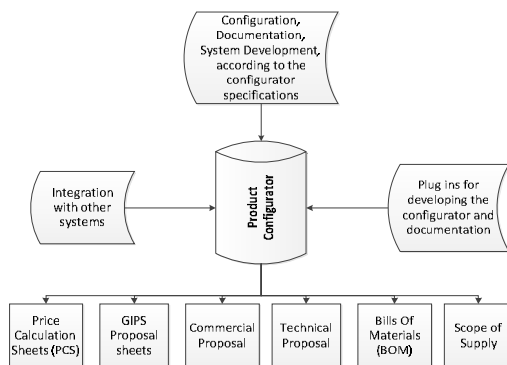 Configuration,
Documentation,
System Development,
according to the
configurator
specifications
Integration
with other
systems
Product
Configurator
Plug ins for
developing the
configurator and
documentation
Price
Calculation
Sheets (PCS)
GIPS
Proposal
sheets
Commercial
Proposal
Technical
Proposal
Bills Of
Materials
(BOM)
Scope of
Supply